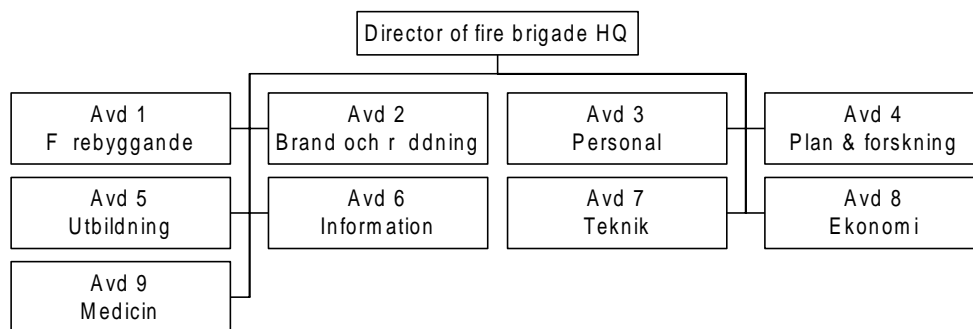 Director of fire brigade HQ
Avd 1
F rebyggande
Avd 2
Brand och r ddning
Avd 3
Personal
Avd 4
Plan & forskning
Avd 5
Utbildning
Avd 6
Information
Avd 7
Teknik
Avd 8
Ekonomi
Avd 9
Medicin